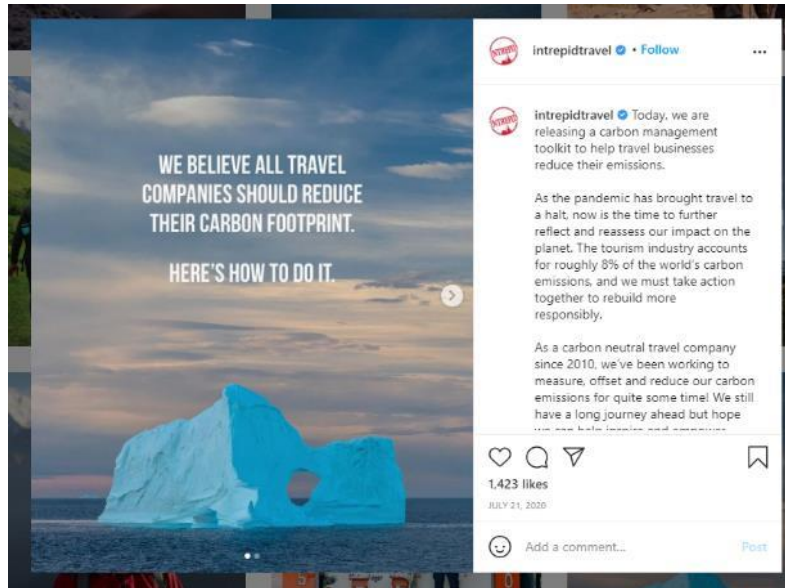 WE BELIEVE ALL TRAVEL
COMPANIES SHOULD REDUCE
THEIR CARBON FOOTPRINT.
HERE'S HOW TO DO IT.
INTREPID
intrepidtravel • Follow
INTREPID
intrepidtravel Today, we are
releasing a carbon management
toolkit to help travel businesses
reduce their emissions.
As the pandemic has brought travel to
a halt, now is the time to further
reflect and reassess our impact on the
planet. The tourism industry accounts
for roughly 8% of the world's carbon
emissions, and we must take action
together to rebuild more
responsibly.
As a carbon neutral travel company
since 2010, we've been working to
measure, offset and reduce our carbon
emissions for quite some time! We still
have a long journey ahead but hope
1,423 likes
JULY 21, 2020
Add a comment...
Post